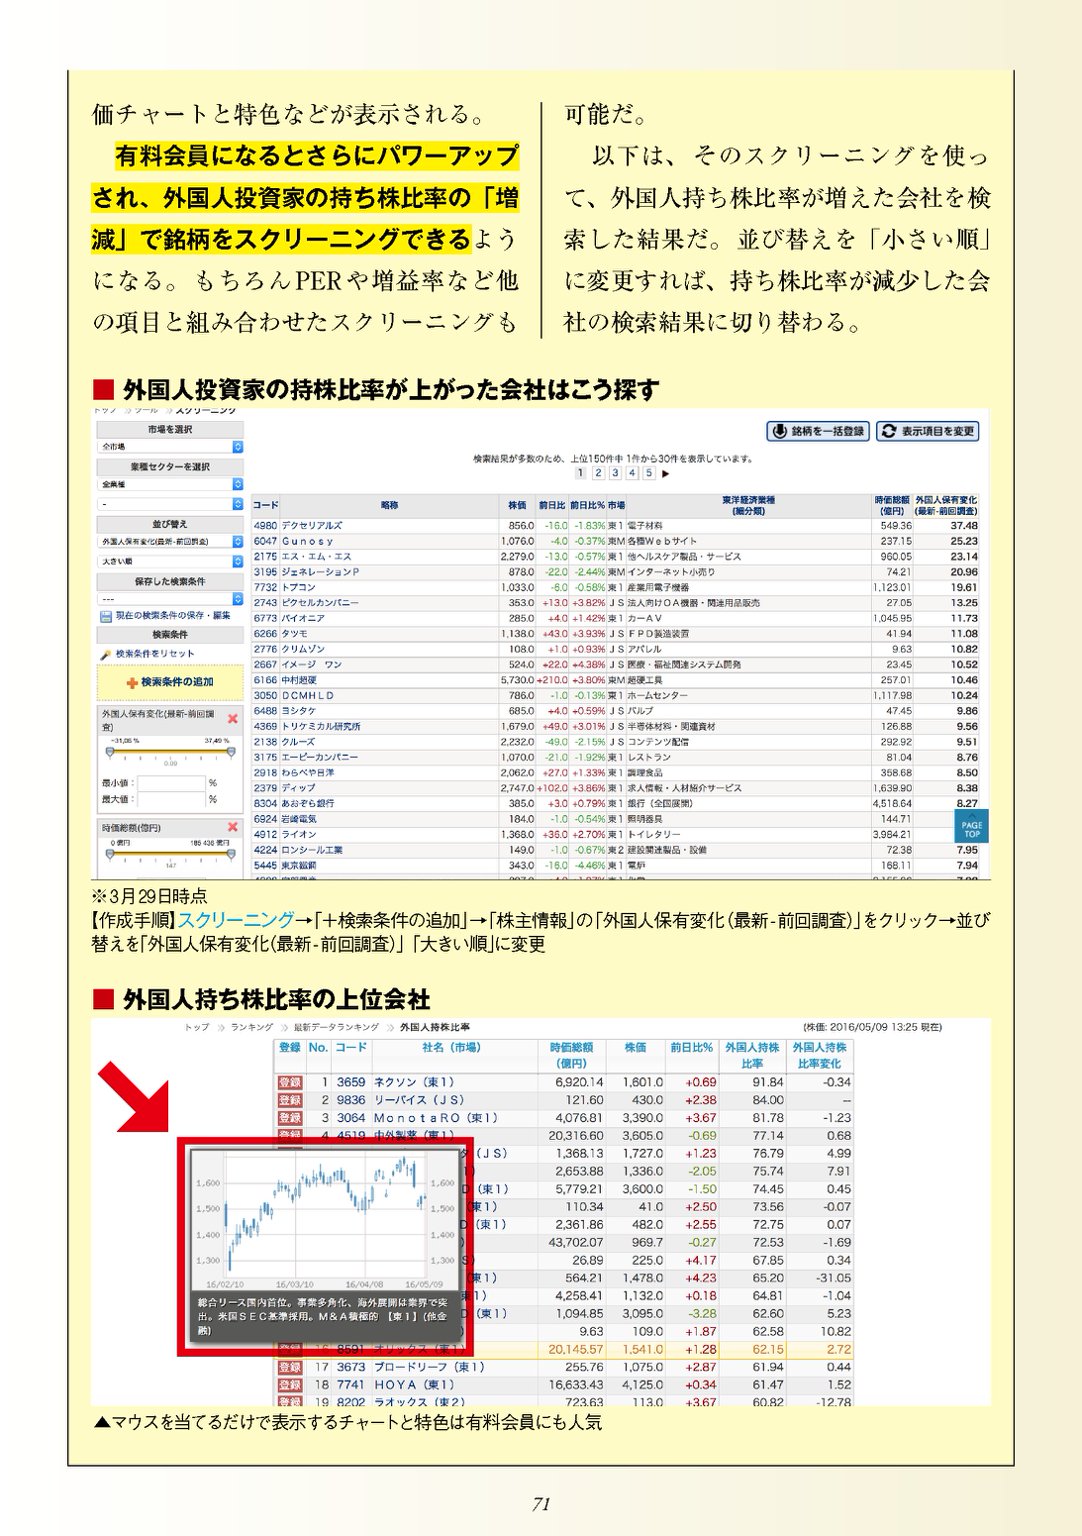 価チャートと特色などが表示される。
有料会員になるとさらにパワーアップ
され、外国人投資家の持ち株比率の「増
減」で銘柄をスクリーニングできるよう
になる。もちろんPERや増益率など他
の項目と組み合わせたスクリーニングも
可能だ。
以下は、そのスクリーニングを使っ
て、外国人持ち株比率が増えた会社を検
索した結果だ。並び替えを「小さい順」
に変更すれば、持ち株比率が減少した会
社の検索結果に切り替わる。
■ 外国人投資家の持株比率が上がった会社はこう探す
トップ ≫ ツール ≫ スクリーニング
市場を選択
全市場
業種セクターを選択
全業種
-
並び替え
外国人保有変化(最新-前回調査)
大きい順
保存した検索条件
---
現在の検索条件の保存・編集
検索条件
検索条件をリセット
検索条件の追加
外国人保有変化(最新-前回調
査)
-31.05 % 37.49 %
0.09
最小値： %
最大値： %
時価総額(億円)
0 億円 185 436 億円
147
銘柄を一括登録 表示項目を変更
検索結果が多数のため、上位150件中 1件から30件を表示しています。
1 2 3 4 5 ▶
コード 略称 株価 前日比 前日比% 市場 東洋経済業種(細分類) 時価総額(億円) 外国人保有変化(最新-前回調査)
4980 デクセリアルズ 856.0 -16.0 -1.83% 東1 電子材料 549.36 37.48
6047 Ｇｕｎｏｓｙ 1,076.0 -4.0 -0.37% 東M 各種Ｗｅｂサイト 237.15 25.23
2175 エス・エム・エス 2,279.0 -13.0 -0.57% 東1 他ヘルスケア製品・サービス 960.05 23.14
3195 ジェネレーションＰ 878.0 -22.0 -2.44% 東M インターネット小売り 74.21 20.96
7732 トプコン 1,033.0 -6.0 -0.58% 東1 産業用電子機器 1,123.01 19.61
2743 ピクセルカンパニー 353.0 +13.0 +3.82% ＪＳ 法人向けＯＡ機器・関連用品販売 27.05 13.25
6773 パイオニア 285.0 +4.0 +1.42% 東1 カーＡＶ 1,045.95 11.73
6266 タツモ 1,138.0 +43.0 +3.93% ＪＳ ＦＰＤ製造装置 41.94 11.08
2776 クリムゾン 108.0 +1.0 +0.93% ＪＳ アパレル 9.63 10.82
2667 イメージ ワン 524.0 +22.0 +4.38% ＪＳ 医療・福祉関連システム開発 23.45 10.52
6166 中村超硬 5,730.0 +210.0 +3.80% 東M 超硬工具 257.01 10.46
3050 ＤＣＭＨＬＤ 786.0 -1.0 -0.13% 東1 ホームセンター 1,117.98 10.24
6488 ヨシタケ 685.0 +4.0 +0.59% ＪＳ バルブ 47.45 9.86
4369 トリケミカル研究所 1,679.0 +49.0 +3.01% ＪＳ 半導体材料・関連資材 126.88 9.56
2138 クルーズ 2,232.0 -49.0 -2.15% ＪＳ コンテンツ配信 292.92 9.51
3175 エー・ピーカンパニー 1,070.0 -21.0 -1.92% 東1 レストラン 81.04 8.76
2918 わらべや日洋 2,062.0 +27.0 +1.33% 東1 調理食品 358.68 8.50
2379 ディップ 2,747.0 +102.0 +3.86% 東1 求人情報・人材紹介サービス 1,639.90 8.38
8304 あおぞら銀行 385.0 +3.0 +0.79% 東1 銀行（全国展開） 4,518.64 8.27
6924 岩崎電気 184.0 -1.0 -0.54% 東1 照明器具 144.71
4912 ライオン 1,368.0 +36.0 +2.70% 東1 トイレタリー 3,984.21
4224 ロンシール工業 149.0 -1.0 -0.67% 東2 建設関連製品・設備 72.38 7.95
5445 東京鐵鋼 343.0 -16.0 -4.46% 東1 電炉 168.11 7.94
PAGE
TOP
※3月29日時点
【作成手順】スクリーニング→「＋検索条件の追加」→「株主情報」の「外国人保有変化（最新-前回調査）」をクリック→並び
替えを「外国人保有変化（最新-前回調査）」「大きい順」に変更
■ 外国人持ち株比率の上位会社
トップ ≫ ランキング ≫ 最新データランキング ≫ 外国人持株比率
(株価: 2016/05/09 13:25 現在)
登録 No. コード 社名（市場） 時価総額(億円) 株価 前日比% 外国人持株比率 外国人持株比率変化
登録 1 3659 ネクソン（東１） 6,920.14 1,601.0 +0.69 91.84 -0.34
登録 2 9836 リーバイス（ＪＳ） 121.60 430.0 +2.38 84.00 --
登録 3 3064 ＭｏｎｏｔａＲＯ（東１） 4,076.81 3,390.0 +3.67 81.78 -1.23
登録 4 4519 中外製薬（東１） 20,316.60 3,605.0 -0.69 77.14 0.68
タ（ＪＳ） 1,368.13 1,727.0 +1.23 76.79 4.99
１） 2,653.88 1,336.0 -2.05 75.74 7.91
Ｄ（東１） 5,779.21 3,600.0 -1.50 74.45 0.45
（東１） 110.34 41.0 +2.50 73.56 -0.07
Ｄ（東１） 2,361.86 482.0 +2.55 72.75 0.07
） 43,702.07 969.7 -0.27 72.53 -1.69
Ｓ） 26.89 225.0 +4.17 67.85 0.34
（東１） 564.21 1,478.0 +4.23 65.20 -31.05
東１） 4,258.41 1,132.0 +0.18 64.81 -1.04
（東１） 1,094.85 3,095.0 -3.28 62.60 5.23
） 9.63 109.0 +1.87 62.58 10.82
登録 16 8591 オリックス（東１） 20,145.57 1,541.0 +1.28 62.15 2.72
登録 17 3673 ブロードリーフ（東１） 255.76 1,075.0 +2.87 61.94 0.44
登録 18 7741 ＨＯＹＡ（東１） 16,633.43 4,125.0 +0.34 61.47 1.52
登録 19 8202 ラオックス（東２） 723.63 113.0 +3.67 60.82 -12.78
1,600 1,600
1,500 1,500
1,400 1,400
1,300 1,300
16/02/10 16/03/10 16/04/08 16/05/09
総合リース国内首位。事業多角化、海外展開は業界で突
出。米国ＳＥＣ基準採用。Ｍ＆Ａ積極的 【東１】(他金
融)
▲マウスを当てるだけで表示するチャートと特色は有料会員にも人気
71